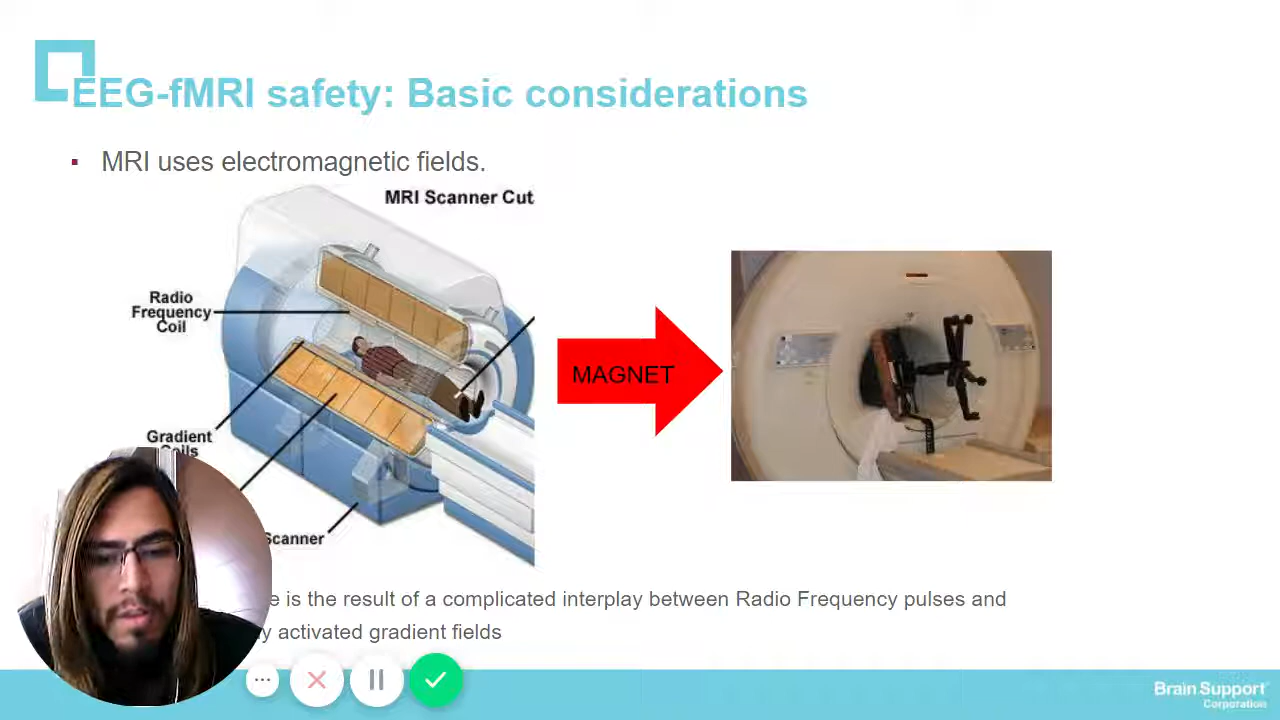 EEG-fMRI safety: Basic considerations
▪ MRI uses electromagnetic fields.
MRI Scanner Cut
Radio
Frequency
Coil
MAGNET
Gradient
Coils
Scanner
e is the result of a complicated interplay between Radio Frequency pulses and
y activated gradient fields
Brain Support
Corporation